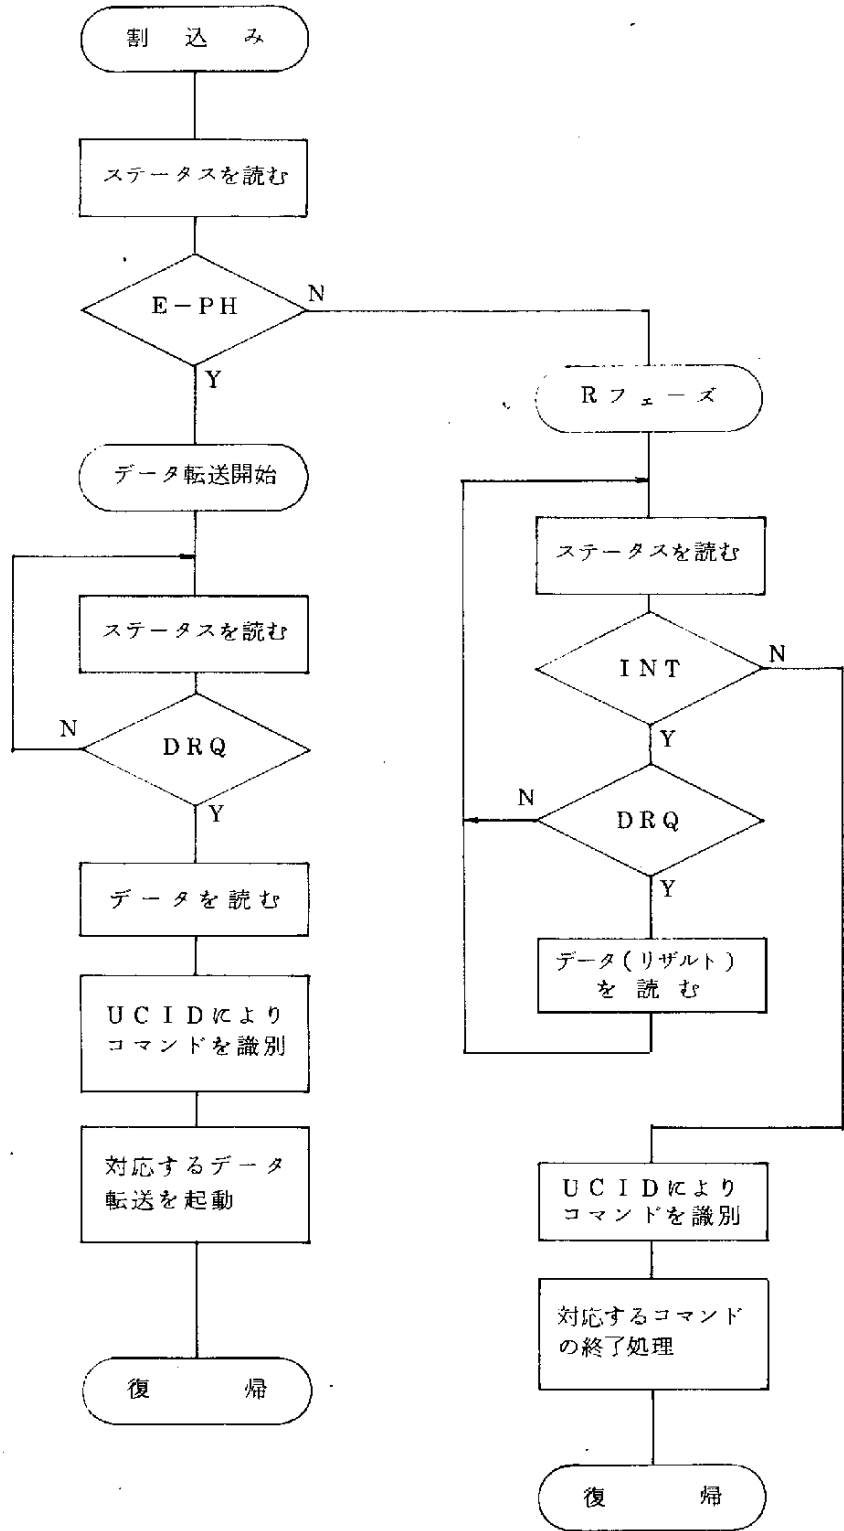 割込み
ステータスを読む
E-PH
N
Y
データ転送開始
ステータスを読む
N
DRQ
Y
データを読む
UCIDにより
コマンドを識別
対応するデータ
転送を起動
復帰
Rフェーズ
ステータスを読む
INT
N
Y
N
DRQ
Y
データ(リザルト)
を読む
UCIDにより
コマンドを識別
対応するコマンド
の終了処理
復帰